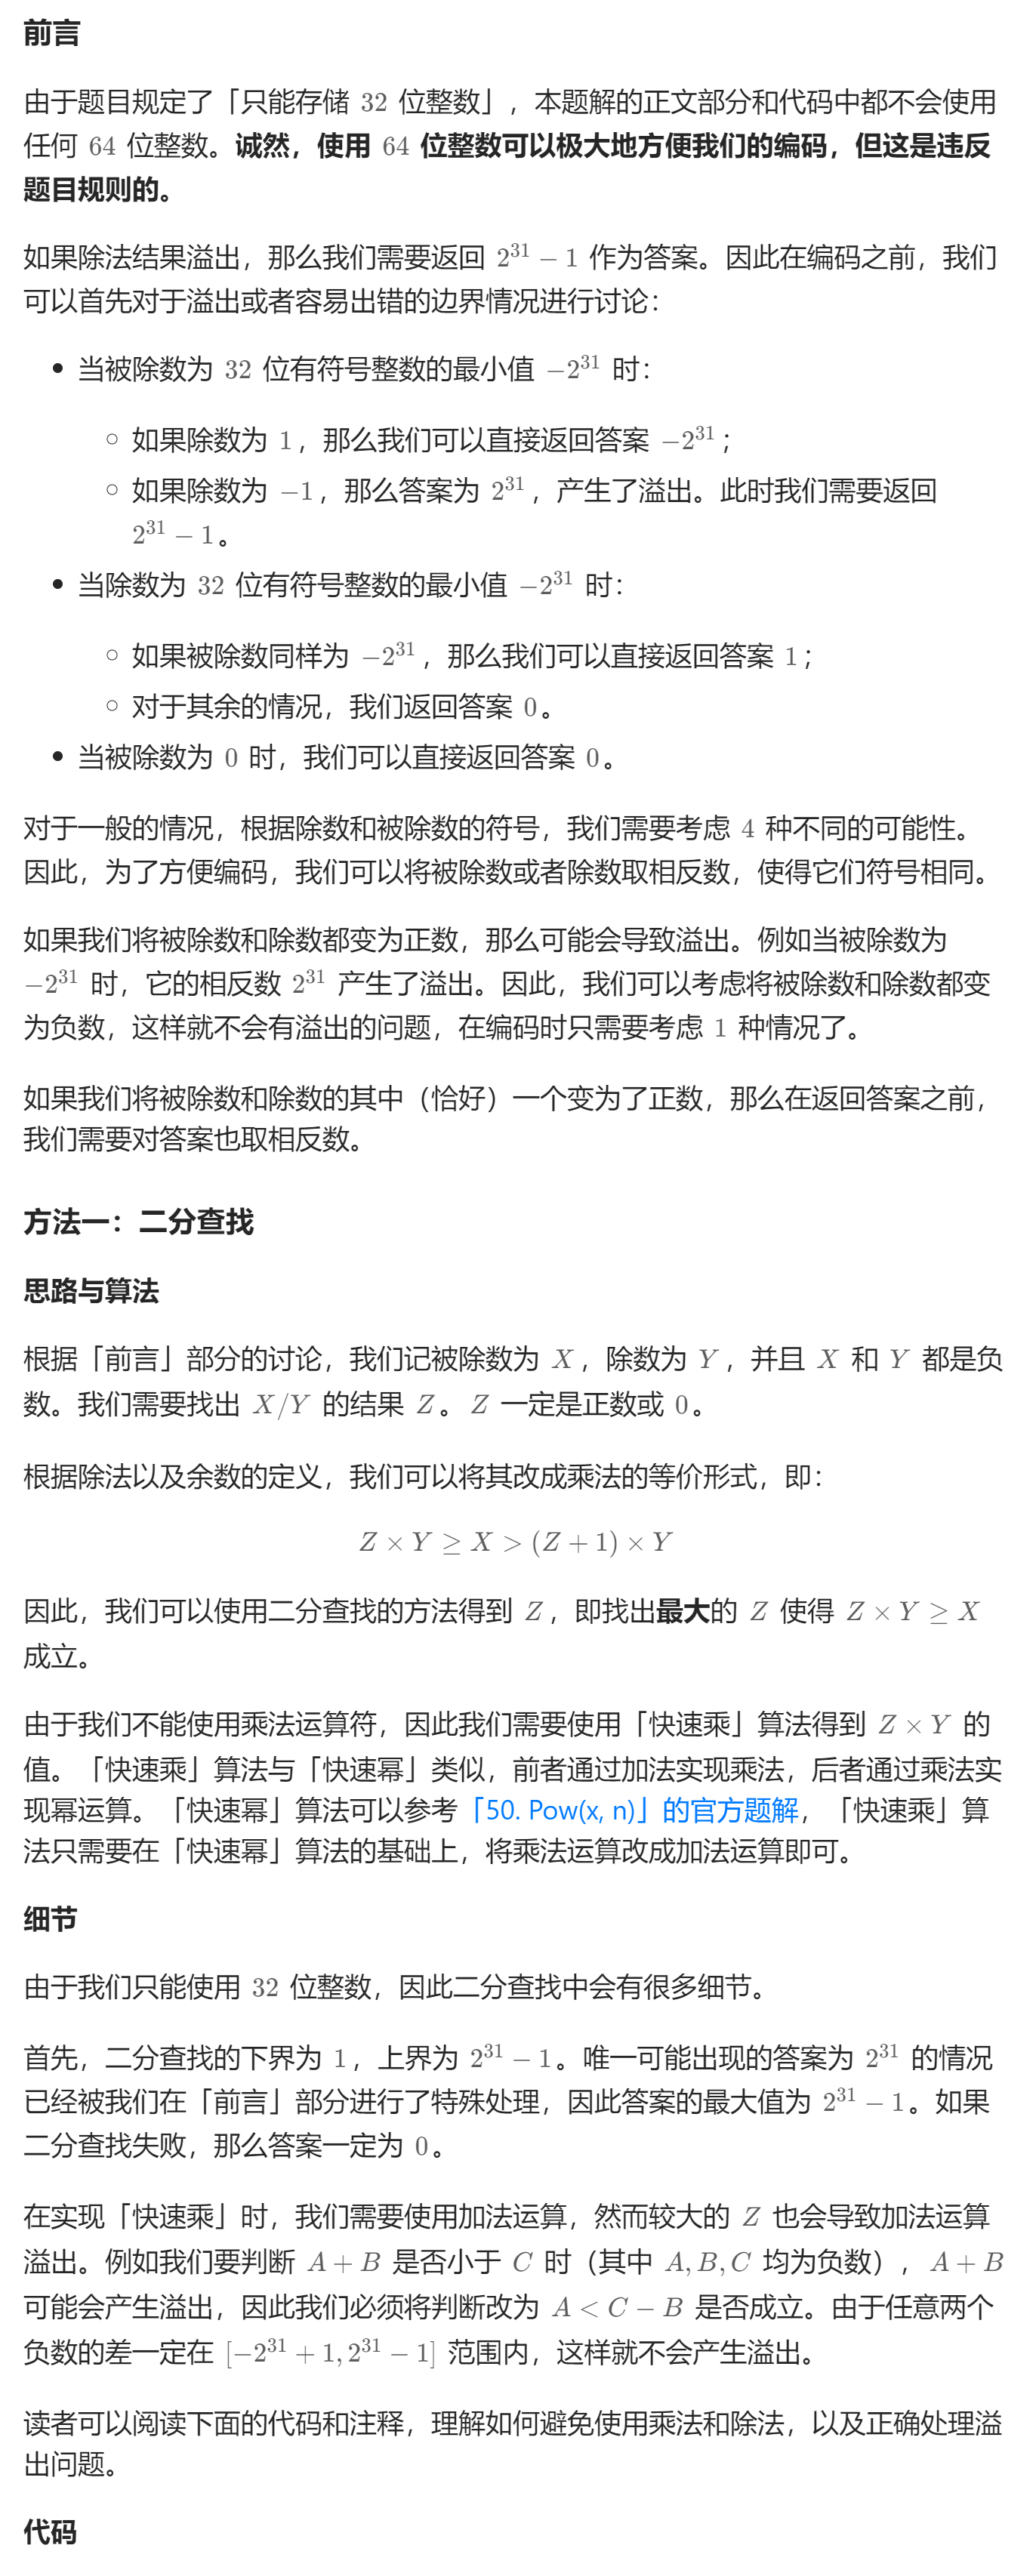 前言
由于题目规定了「只能存储 32 位整数」，本题解的正文部分和代码中都不会使用
任何 64 位整数。诚然，使用 64 位整数可以极大地方便我们的编码，但这是违反
题目规则的。
如果除法结果溢出，那么我们需要返回 2^31 − 1 作为答案。因此在编码之前，我们
可以首先对于溢出或者容易出错的边界情况进行讨论：
• 当被除数为 32 位有符号整数的最小值 −2^31 时：
◦ 如果除数为 1，那么我们可以直接返回答案 −2^31；
◦ 如果除数为 −1，那么答案为 2^31，产生了溢出。此时我们需要返回
2^31 − 1。
• 当除数为 32 位有符号整数的最小值 −2^31 时：
◦ 如果被除数同样为 −2^31，那么我们可以直接返回答案 1；
◦ 对于其余的情况，我们返回答案 0。
• 当被除数为 0 时，我们可以直接返回答案 0。
对于一般的情况，根据除数和被除数的符号，我们需要考虑 4 种不同的可能性。
因此，为了方便编码，我们可以将被除数或者除数取相反数，使得它们符号相同。
如果我们将被除数和除数都变为正数，那么可能会导致溢出。例如当被除数为
−2^31 时，它的相反数 2^31 产生了溢出。因此，我们可以考虑将被除数和除数都变
为负数，这样就不会有溢出的问题，在编码时只需要考虑 1 种情况了。
如果我们将被除数和除数的其中（恰好）一个变为了正数，那么在返回答案之前，
我们需要对答案也取相反数。
方法一：二分查找
思路与算法
根据「前言」部分的讨论，我们记被除数为 X，除数为 Y，并且 X 和 Y 都是负
数。我们需要找出 X/Y 的结果 Z。Z 一定是正数或 0。
根据除法以及余数的定义，我们可以将其改成乘法的等价形式，即：
Z × Y ≥ X > (Z + 1) × Y
因此，我们可以使用二分查找的方法得到 Z，即找出最大的 Z 使得 Z × Y ≥ X
成立。
由于我们不能使用乘法运算符，因此我们需要使用「快速乘」算法得到 Z × Y 的
值。「快速乘」算法与「快速幂」类似，前者通过加法实现乘法，后者通过乘法实
现幂运算。「快速幂」算法可以参考「50. Pow(x, n)」的官方题解，「快速乘」算
法只需要在「快速幂」算法的基础上，将乘法运算改成加法运算即可。
细节
由于我们只能使用 32 位整数，因此二分查找中会有很多细节。
首先，二分查找的下界为 1，上界为 2^31 − 1。唯一可能出现的答案为 2^31 的情况
已经被我们在「前言」部分进行了特殊处理，因此答案的最大值为 2^31 − 1。如果
二分查找失败，那么答案一定为 0。
在实现「快速乘」时，我们需要使用加法运算，然而较大的 Z 也会导致加法运算
溢出。例如我们要判断 A + B 是否小于 C 时（其中 A, B, C 均为负数），A + B
可能会产生溢出，因此我们必须将判断改为 A < C − B 是否成立。由于任意两个
负数的差一定在 [−2^31 + 1, 2^31 − 1] 范围内，这样就不会产生溢出。
读者可以阅读下面的代码和注释，理解如何避免使用乘法和除法，以及正确处理溢
出问题。
代码